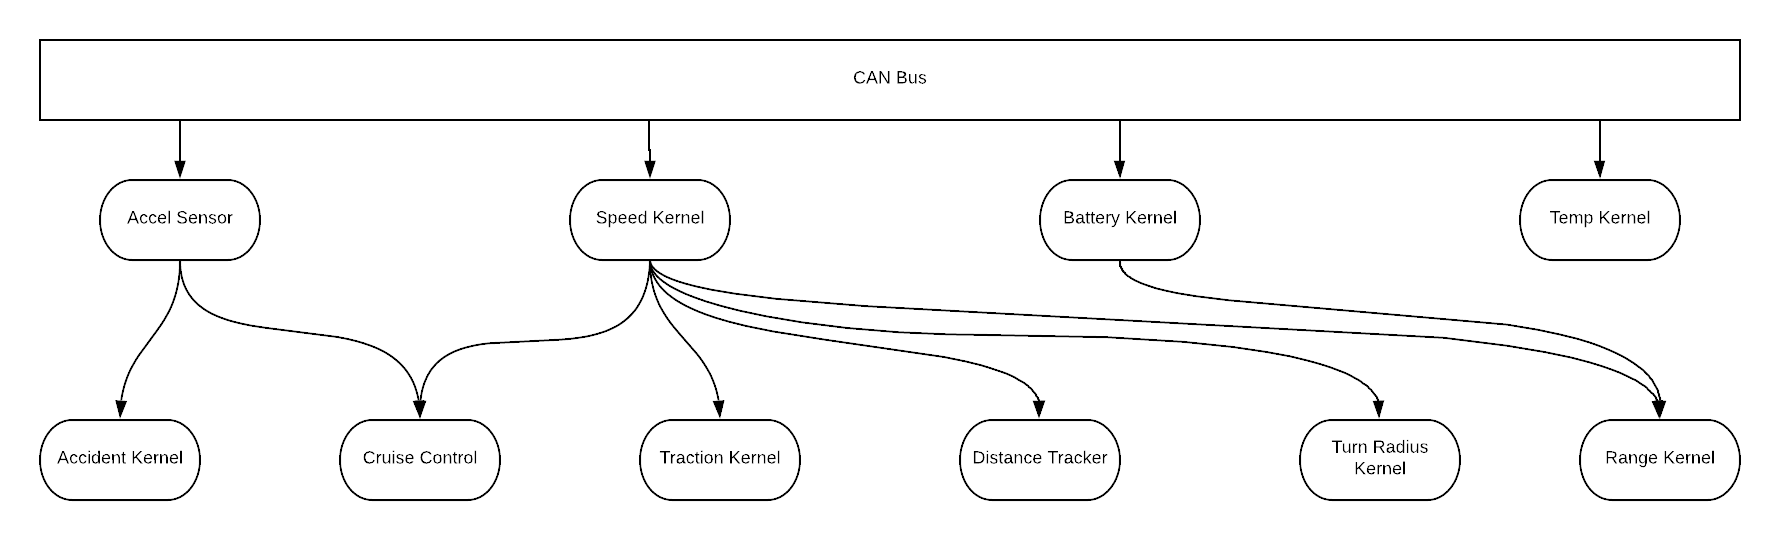 CAN Bus
Accel Sensor
Speed Kernel
Battery Kernel
Temp Kernel
Accident Kernel
Cruise Control
Traction Kernel
Distance Tracker
Turn Radius
Kernel
Range Kernel